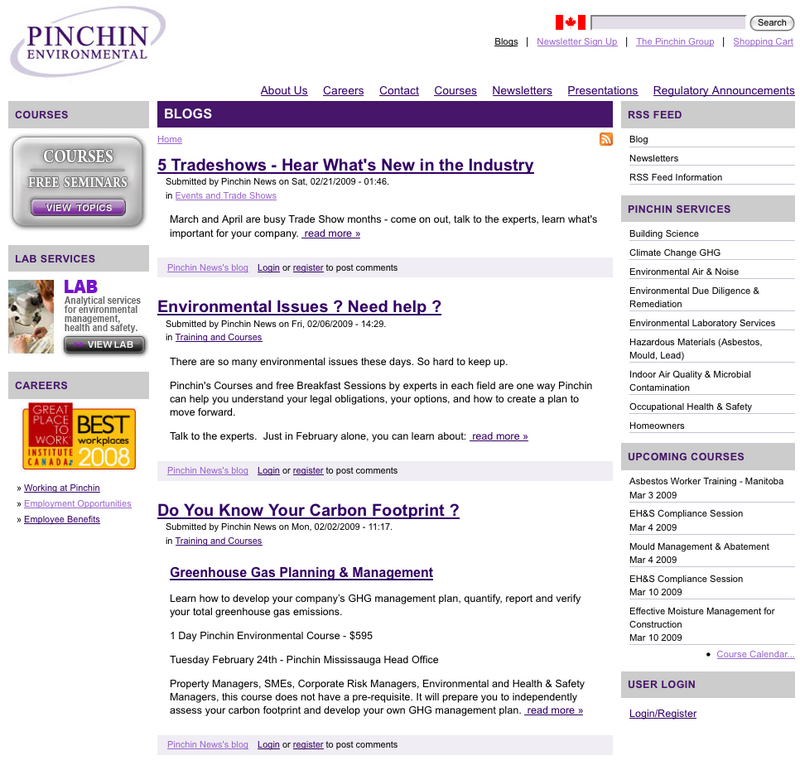 PINCHIN
ENVIRONMENTAL
Search
Blogs | Newsletter Sign Up | The Pinchin Group | Shopping Cart
About Us Careers Contact Courses Newsletters Presentations Regulatory Announcements
COURSES
COURSES
FREE SEMINARS
VIEW TOPICS
LAB SERVICES
LAB
Analytical services
for environmental
management,
health and safety.
VIEW LAB
CAREERS
GREAT
PLACE
TO
WORK
INSTITUTE
CANADA
BEST
workplaces
2008
» Working at Pinchin
» Employment Opportunities
» Employee Benefits
BLOGS
Home
5 Tradeshows - Hear What's New in the Industry
Submitted by Pinchin News on Sat, 02/21/2009 - 01:46.
in Events and Trade Shows
March and April are busy Trade Show months - come on out, talk to the experts, learn what's
important for your company. read more »
Pinchin News's blog Login or register to post comments
Environmental Issues ? Need help ?
Submitted by Pinchin News on Fri, 02/06/2009 - 14:29.
in Training and Courses
There are so many environmental issues these days. So hard to keep up.
Pinchin's Courses and free Breakfast Sessions by experts in each field are one way Pinchin
can help you understand your legal obligations, your options, and how to create a plan to
move forward.
Talk to the experts. Just in February alone, you can learn about: read more »
Pinchin News's blog Login or register to post comments
Do You Know Your Carbon Footprint ?
Submitted by Pinchin News on Mon, 02/02/2009 - 11:17.
in Training and Courses
Greenhouse Gas Planning & Management
Learn how to develop your company's GHG management plan, quantify, report and verify
your total greenhouse gas emissions.
1 Day Pinchin Environmental Course - $595
Tuesday February 24th - Pinchin Mississauga Head Office
Property Managers, SMEs, Corporate Risk Managers, Environmental and Health & Safety
Managers, this course does not have a pre-requisite. It will prepare you to independently
assess your carbon footprint and develop your own GHG management plan. read more »
Pinchin News's blog Login or register to post comments
RSS FEED
Blog
Newsletters
RSS Feed Information
PINCHIN SERVICES
Building Science
Climate Change GHG
Environmental Air & Noise
Environmental Due Diligence &
Remediation
Environmental Laboratory Services
Hazardous Materials (Asbestos,
Mould, Lead)
Indoor Air Quality & Microbial
Contamination
Occupational Health & Safety
Homeowners
UPCOMING COURSES
Asbestos Worker Training - Manitoba
Mar 3 2009
EH&S Compliance Session
Mar 4 2009
Mould Management & Abatement
Mar 4 2009
EH&S Compliance Session
Mar 10 2009
Effective Moisture Management for
Construction
Mar 10 2009
• Course Calendar...
USER LOGIN
Login/Register